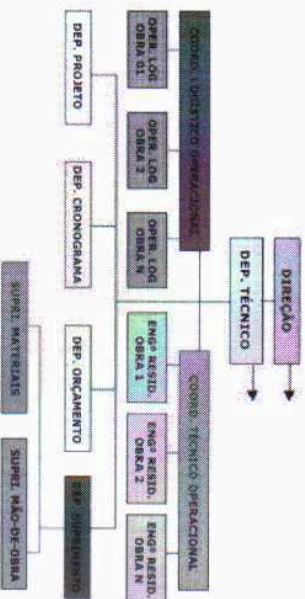 DIREÇÃO
DEP. TÉCNICO
COORD. LOGÍSTICO OPERACIONAL
COORD. TÉCNICO OPERACIONAL
OPER. LOG
OBRA 01
OPER. LOG
OBRA 2
OPER. LOG
OBRA N
ENGº RESID.
OBRA 1
ENGº RESID.
OBRA 2
ENGº RESID.
OBRA N
DEP. PROJETO
DEP. CRONOGRAMA
DEP. ORÇAMENTO
DEP. SUPRIMENTO
SUPRI. MATERIAIS
SUPRI. MÃO-DE-OBRA